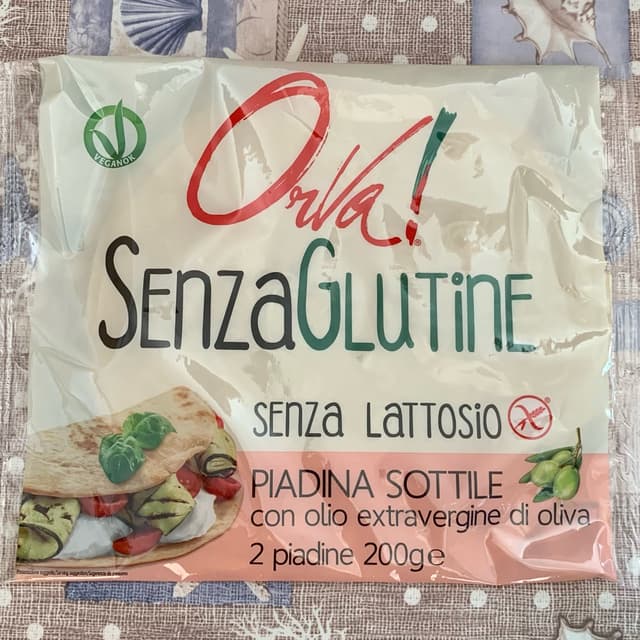 VEGANOK
Orva!
SenzaGlutine
SENZA LATTOSIO
PIADINA SOTTILE
con olio extravergine di oliva
2 piadine 200g℮